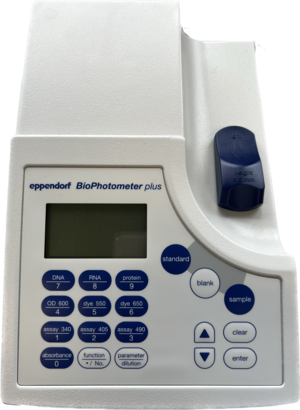 eppendorf BioPhotometer plus
standard
blank
sample
DNA
7
RNA
8
protein
9
OD 600
4
dye 550
5
dye 650
6
assay 340
1
assay 405
2
assay 490
3
absorbance
0
function
+ / No.
parameter
dilution
clear
enter